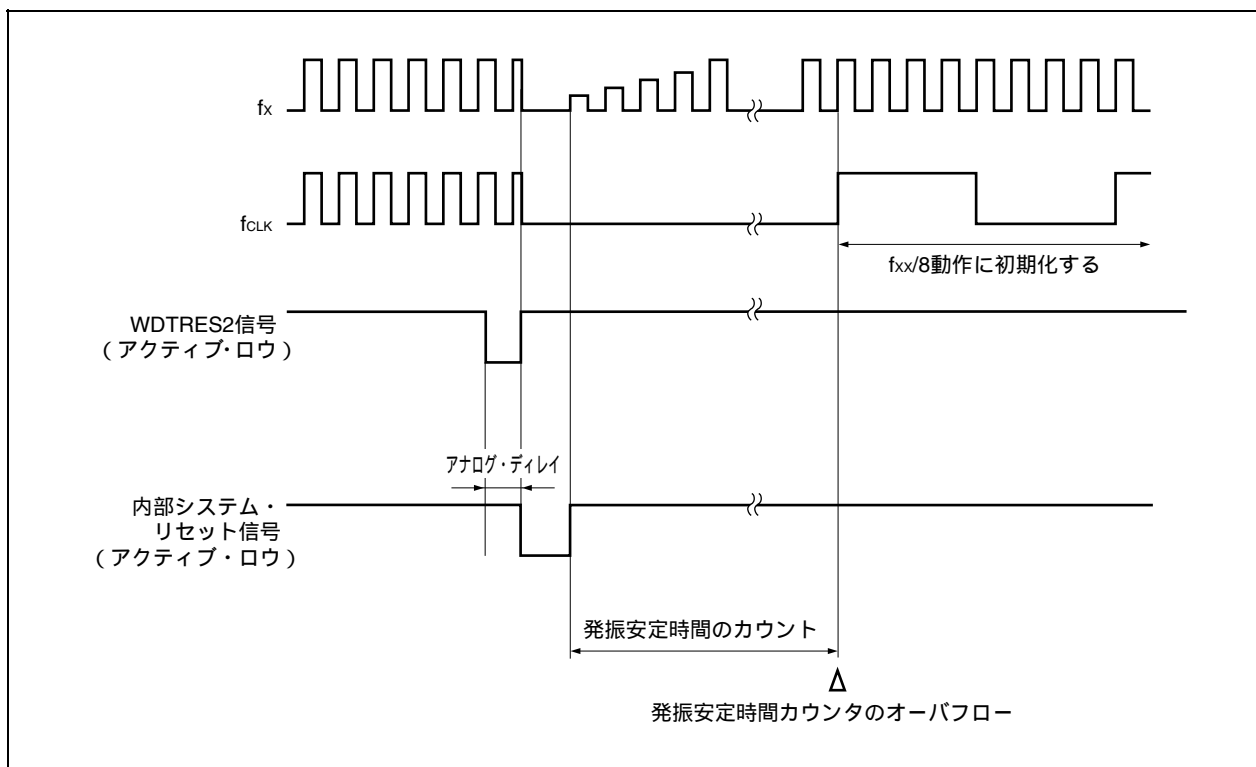 fX
fCLK
fxx/8動作に初期化する
WDTRES2信号
（アクティブ・ロウ）
アナログ・ディレイ
内部システム・
リセット信号
（アクティブ・ロウ）
発振安定時間のカウント
発振安定時間カウンタのオーバフロー